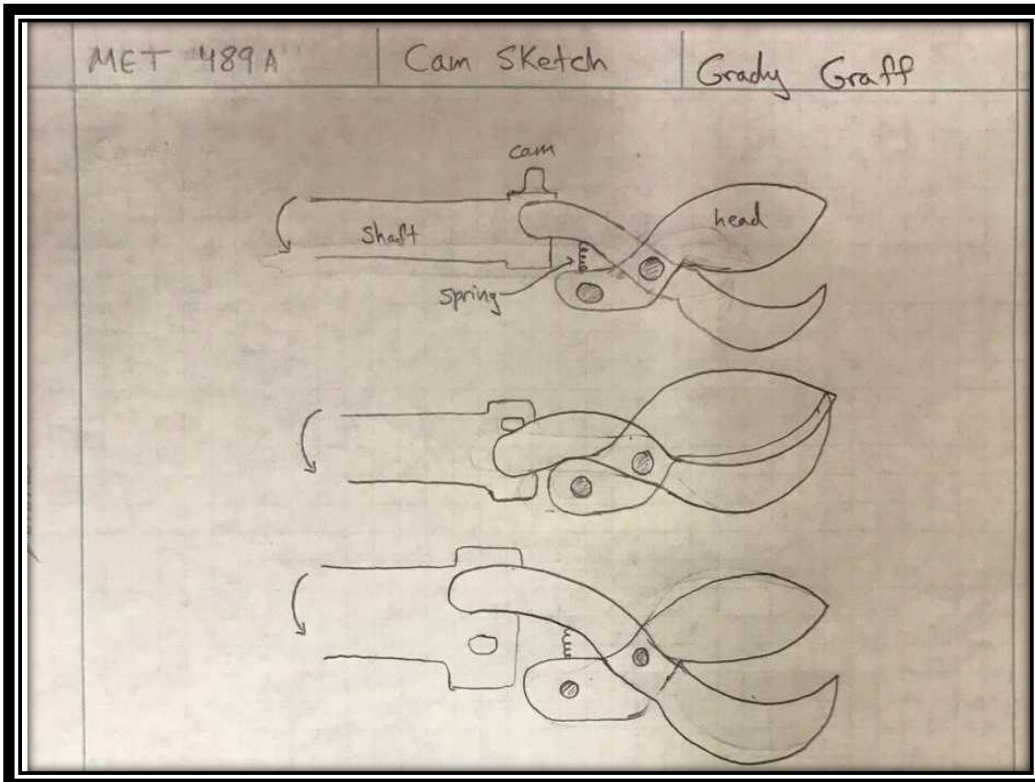 MET 489A
Cam Sketch
Grady Graff
cam
head
Shaft
Spring